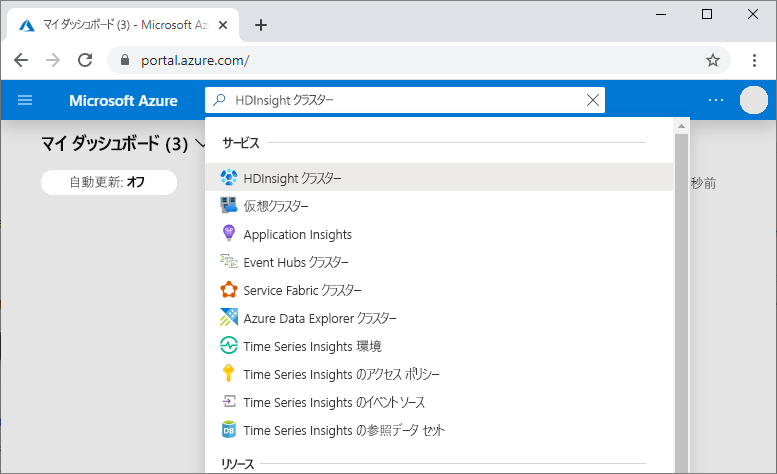 マイ ダッシュボード (3) - Microsoft Az
portal.azure.com/
Microsoft Azure
HDInsight クラスター
マイ ダッシュボード (3)
自動更新: オフ
秒前
サービス
HDInsight クラスター
仮想クラスター
Application Insights
Event Hubs クラスター
Service Fabric クラスター
Azure Data Explorer クラスター
Time Series Insights 環境
Time Series Insights のアクセス ポリシー
Time Series Insights のイベント ソース
Time Series Insights の参照データ セット
リソース